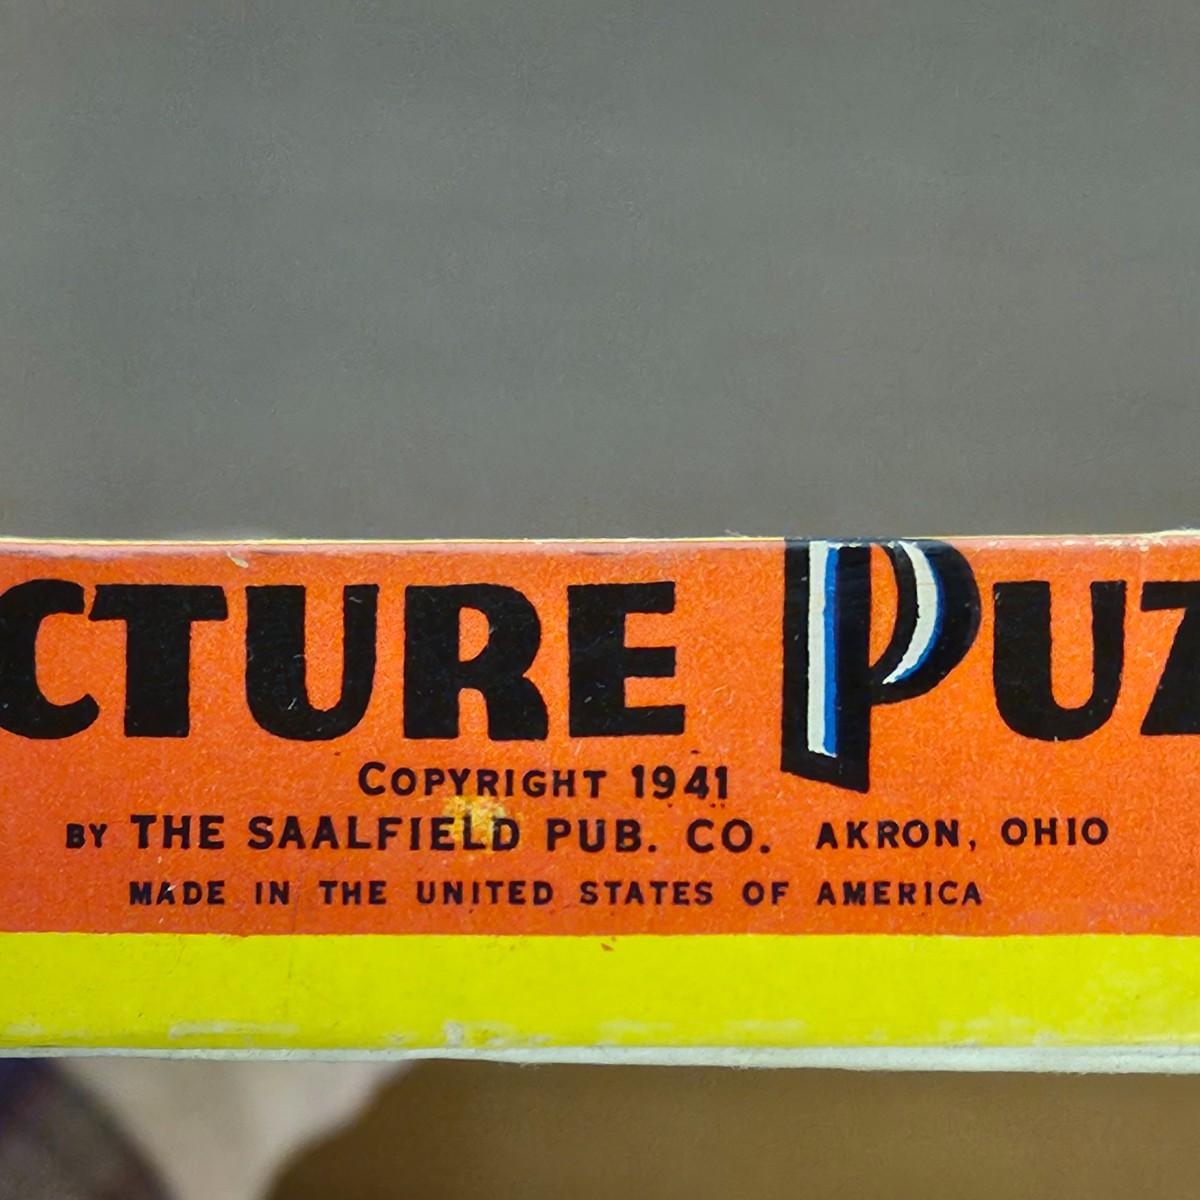 CTURE PUZ
COPYRIGHT 1941
BY THE SAALFIELD PUB. CO. AKRON, OHIO
MADE IN THE UNITED STATES OF AMERICA